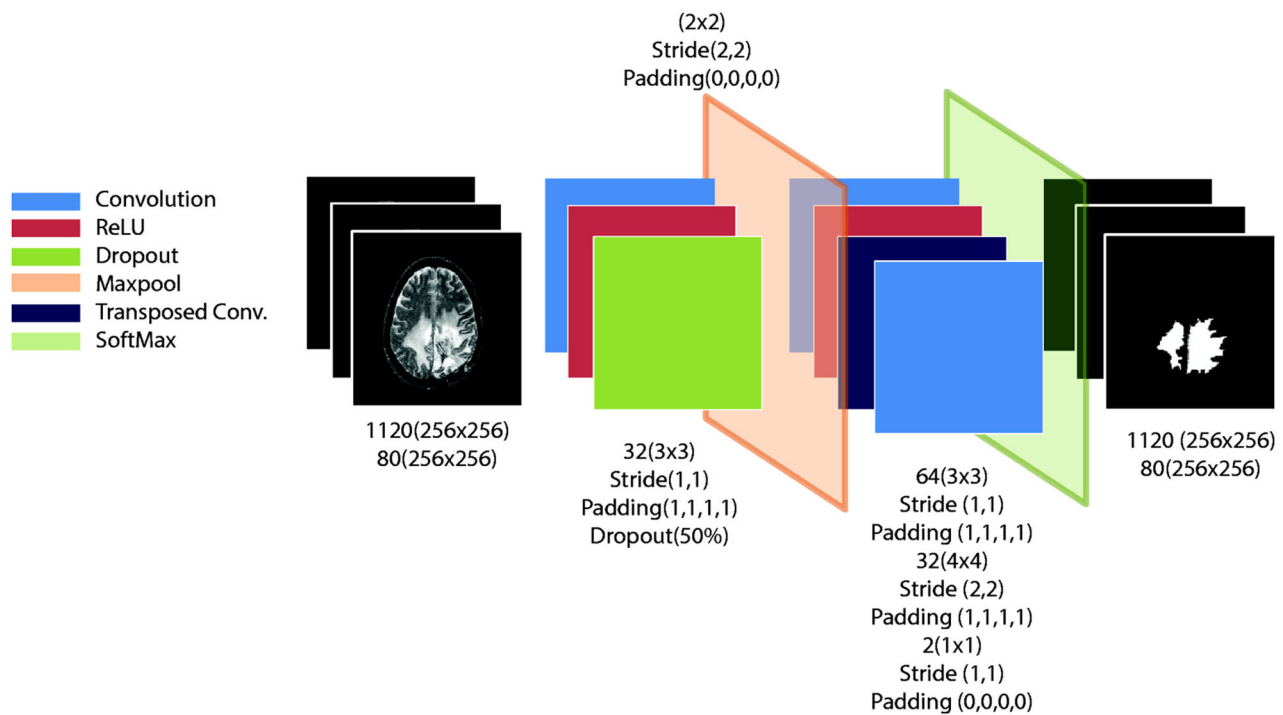 (2x2)
Stride(2,2)
Padding(0,0,0,0)
Convolution
ReLU
Dropout
Maxpool
Transposed Conv.
SoftMax
1120(256x256)
80(256x256)
32(3x3)
Stride(1,1)
Padding(1,1,1,1)
Dropout(50%)
64(3x3)
Stride (1,1)
Padding (1,1,1,1)
32(4x4)
Stride (2,2)
Padding (1,1,1,1)
2(1x1)
Stride (1,1)
Padding (0,0,0,0)
1120 (256x256)
80(256x256)